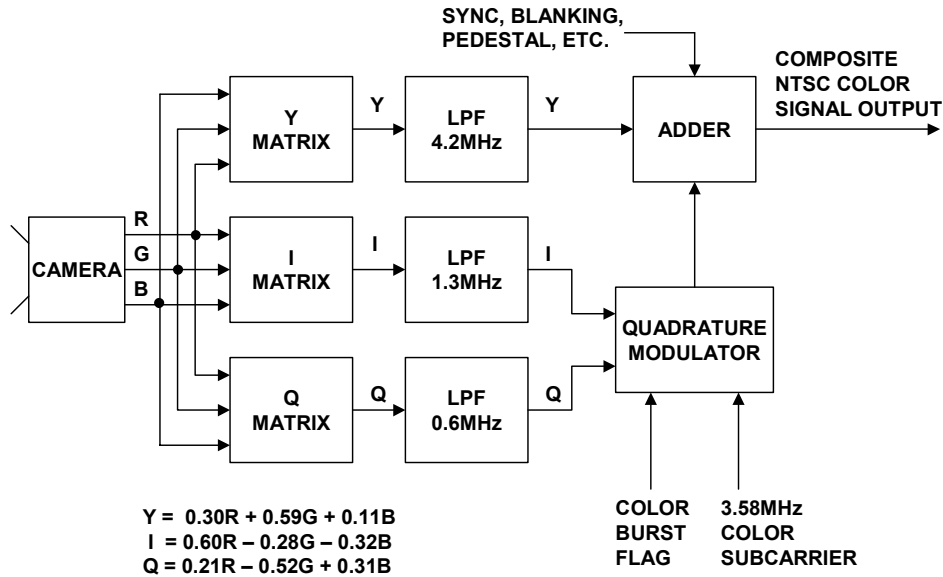 SYNC, BLANKING,
PEDESTAL, ETC.
COMPOSITE
NTSC COLOR
SIGNAL OUTPUT
Y
MATRIX
Y
LPF
4.2MHz
Y
ADDER
CAMERA
R
G
B
I
MATRIX
I
LPF
1.3MHz
I
QUADRATURE
MODULATOR
Q
MATRIX
Q
LPF
0.6MHz
Q
COLOR
BURST
FLAG
3.58MHz
COLOR
SUBCARRIER
Y = 0.30R + 0.59G + 0.11B
I = 0.60R – 0.28G – 0.32B
Q = 0.21R – 0.52G + 0.31B